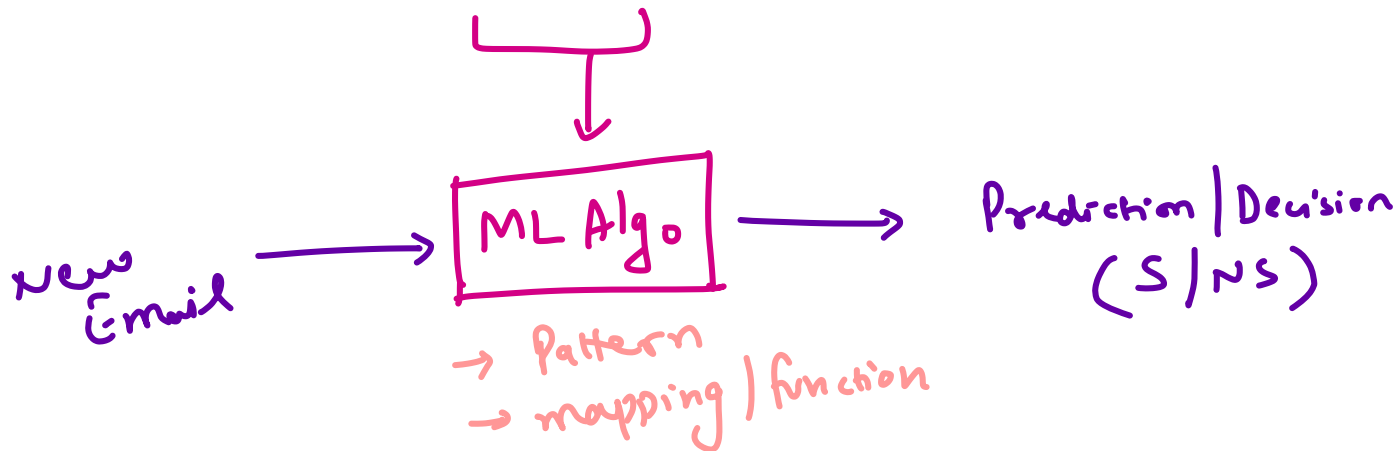 ML Algo
New
Email
Prediction | Decision
(S/NS)
→ Pattern
→ mapping / function